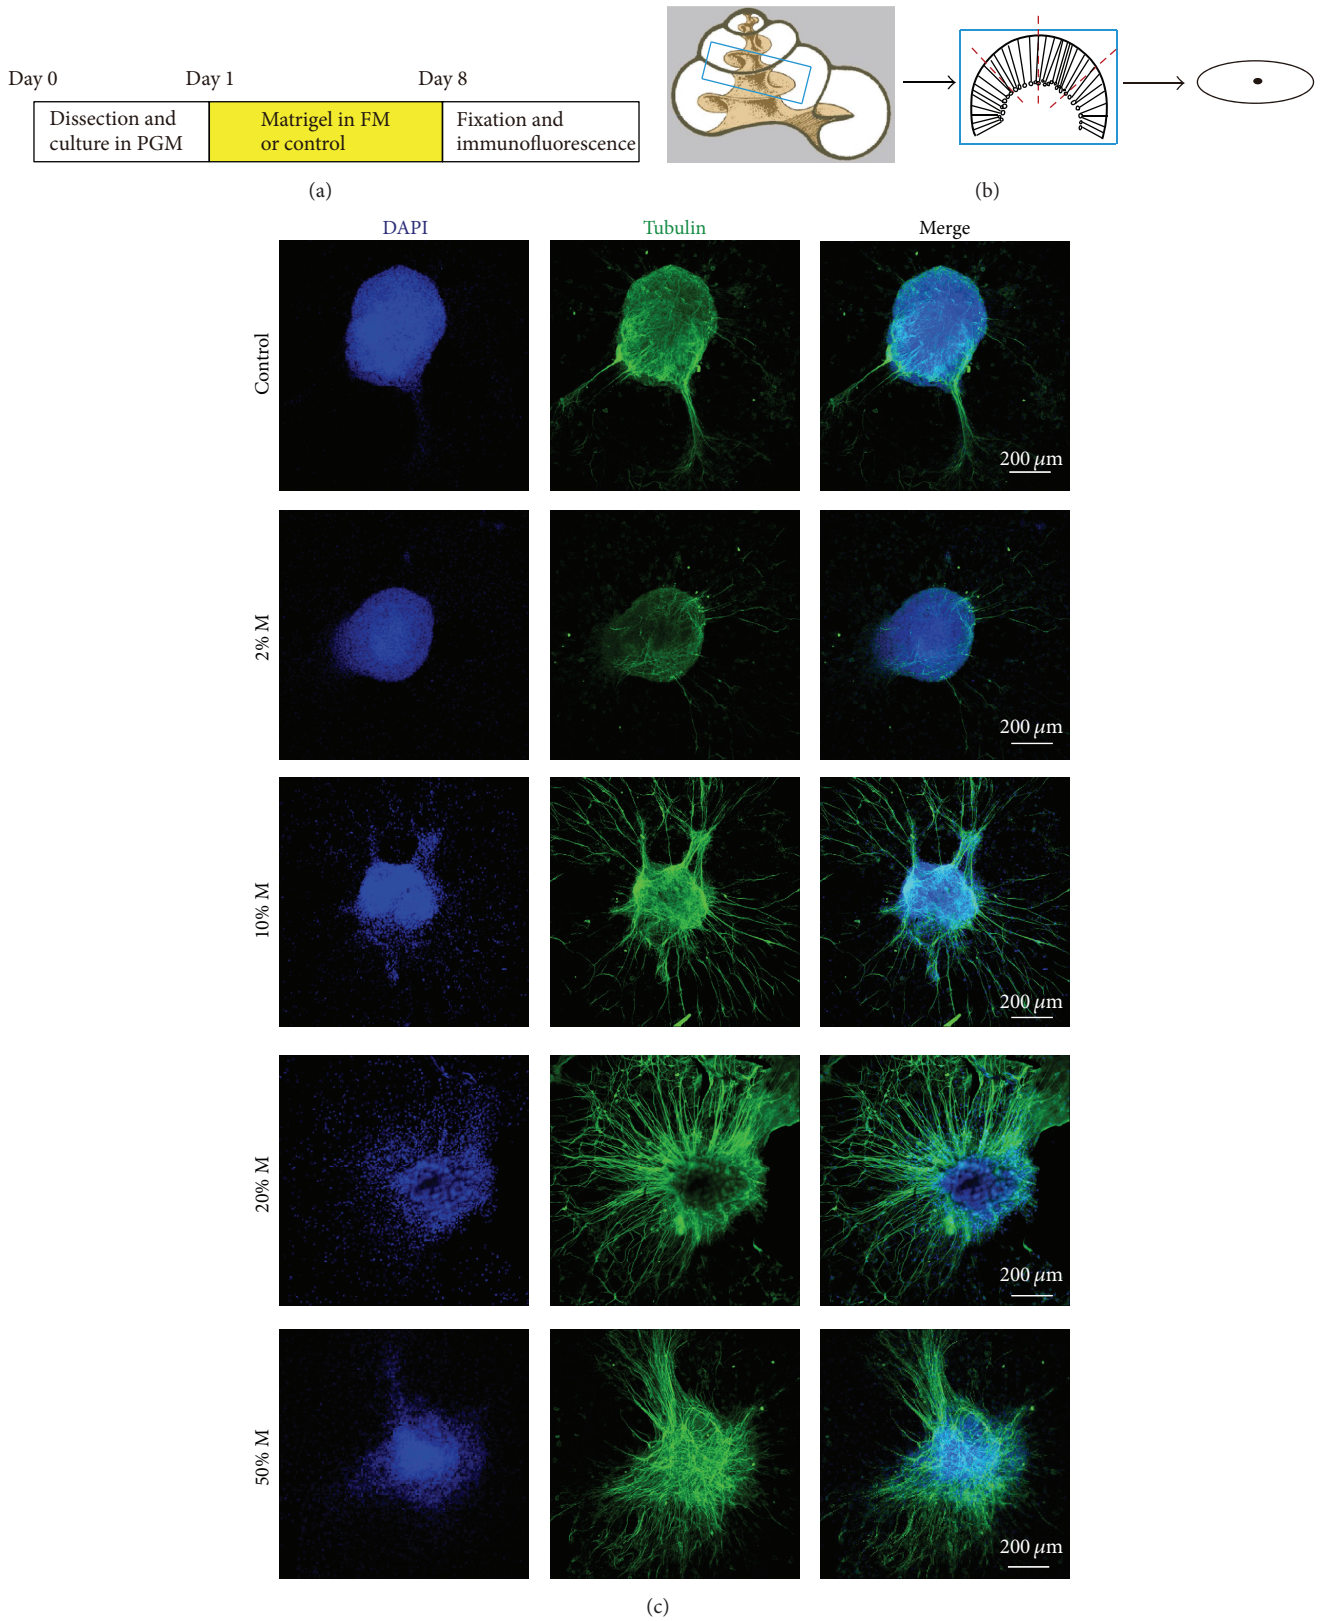 Day 0 Day 1 Day 8
Dissection and
culture in PGM
Matrigel in FM
or control
Fixation and
immunofluorescence
(a)
(b)
DAPI Tubulin Merge
Control
200 μm
2% M
200 μm
10% M
200 μm
20% M
200 μm
50% M
200 μm
(c)